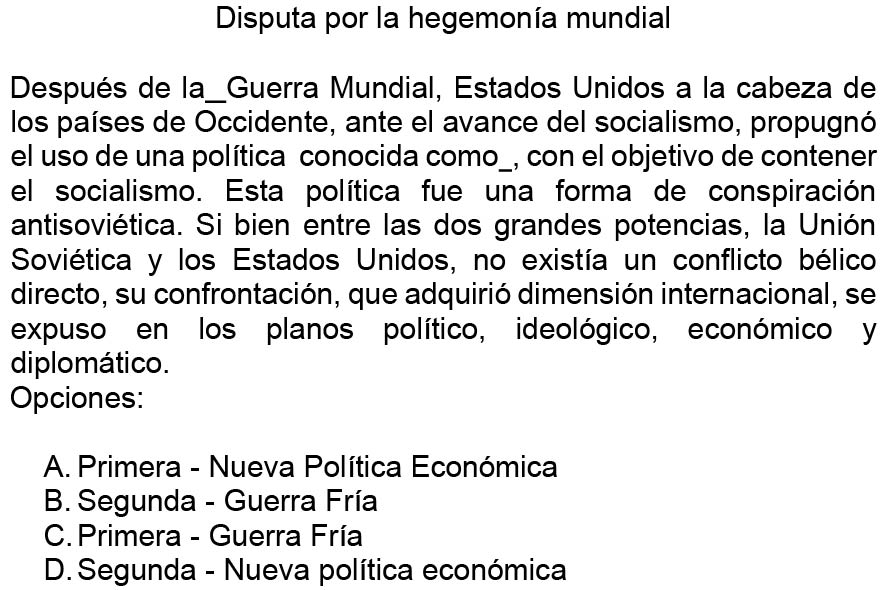 Disputa por la hegemonía mundial
Después de la__Guerra Mundial, Estados Unidos a la cabeza de
los países de Occidente, ante el avance del socialismo, propugnó
el uso de una política conocida como_, con el objetivo de contener
el socialismo. Esta política fue una forma de conspiración
antisoviética. Si bien entre las dos grandes potencias, la Unión
Soviética y los Estados Unidos, no existía un conflicto bélico
directo, su confrontación, que adquirió dimensión internacional, se
expuso en los planos político, ideológico, económico y
diplomático.
Opciones:
A. Primera - Nueva Política Económica
B. Segunda - Guerra Fría
C. Primera - Guerra Fría
D. Segunda - Nueva política económica